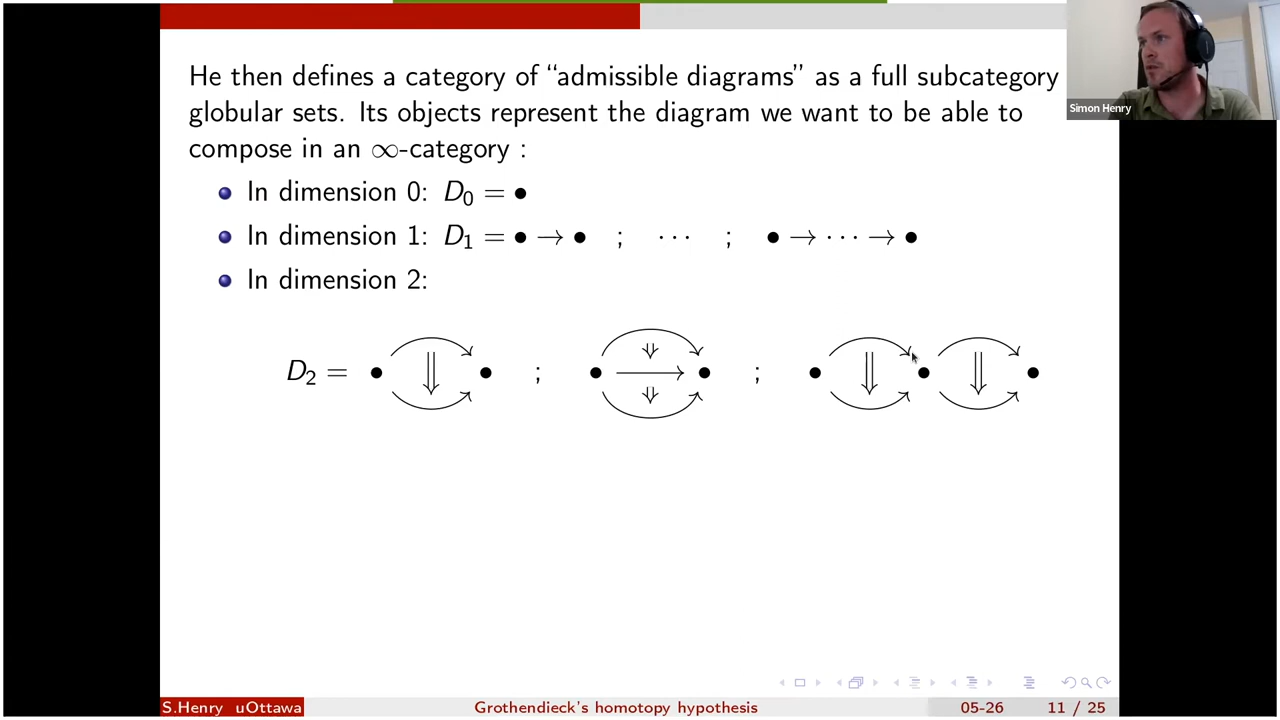 He then defines a category of “admissible diagrams” as a full subcategory
globular sets. Its objects represent the diagram we want to be able to
compose in an ∞-category :
In dimension 0: D₀ = •
In dimension 1: D₁ = • → • ; ⋯ ; • → ⋯ → •
In dimension 2:
D₂ = • ⇓ • ; • ⇓ → ⇓ • ; • ⇓ • ⇓ •
Simon Henry
S.Henry uOttawa Grothendieck's homotopy hypothesis 05-26 11 / 25